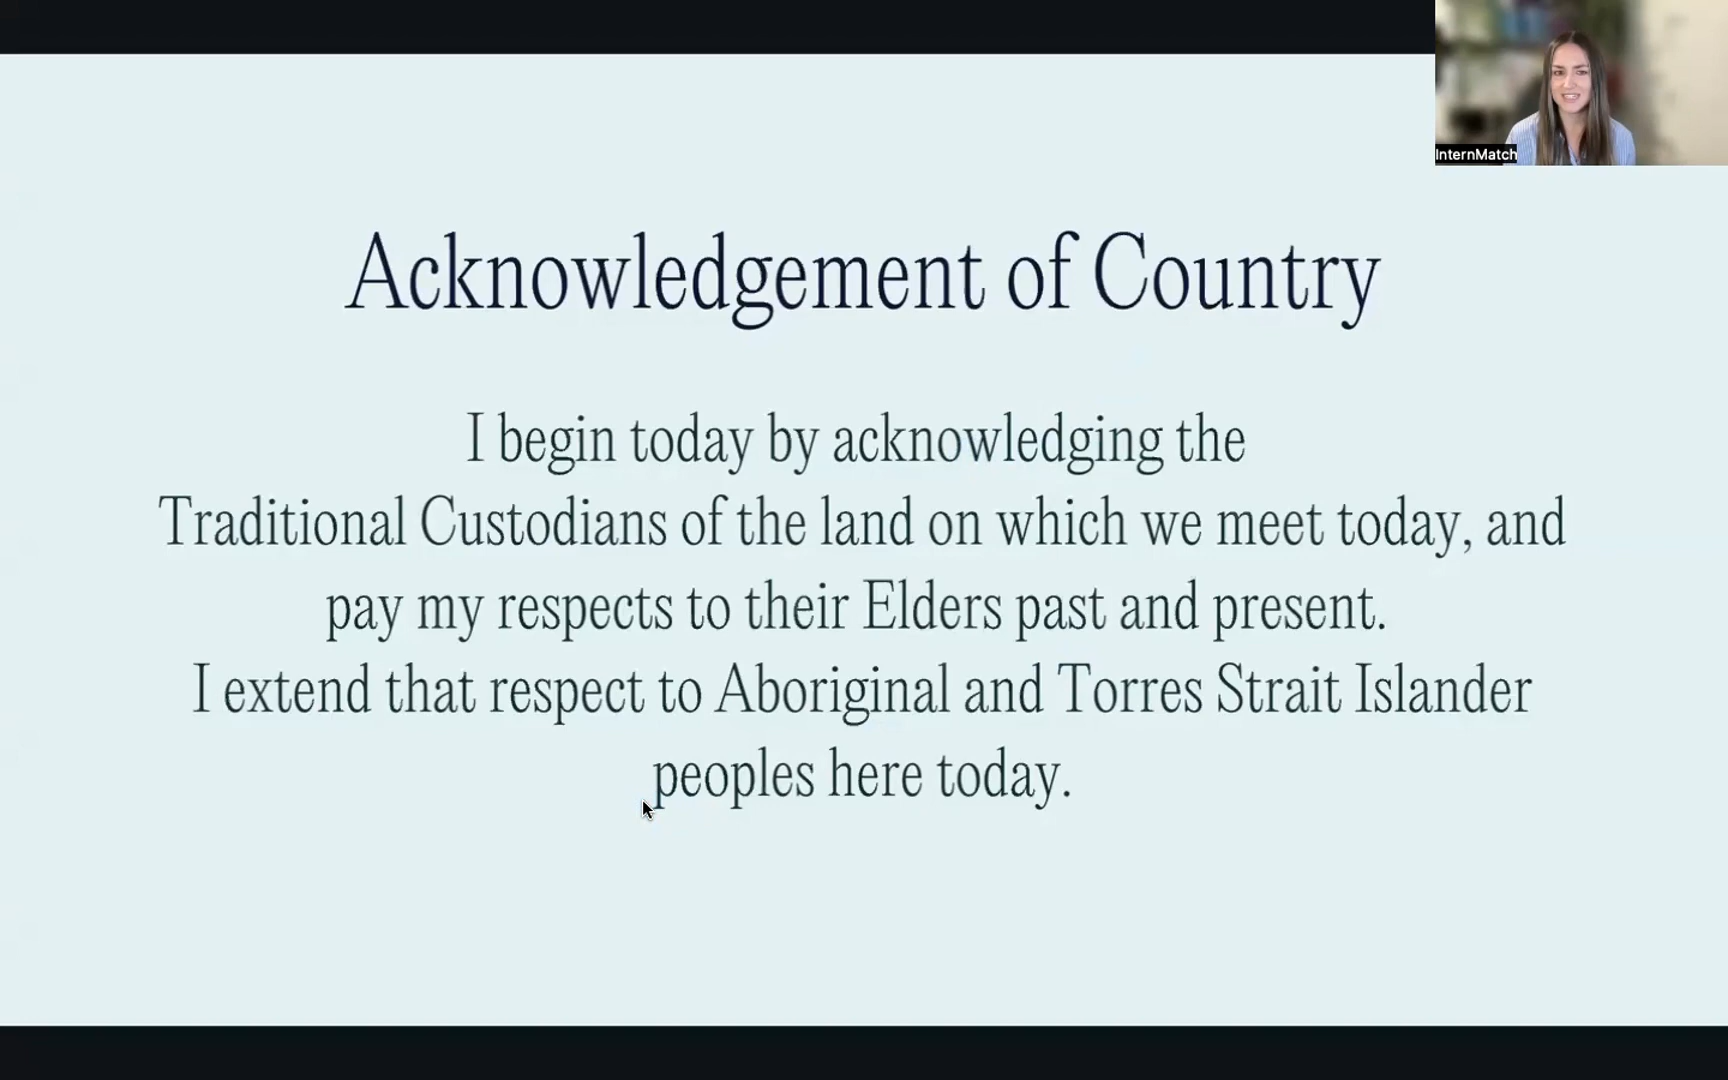 InternMatch
Acknowledgement of Country
I begin today by acknowledging the
Traditional Custodians of the land on which we meet today, and
pay my respects to their Elders past and present.
I extend that respect to Aboriginal and Torres Strait Islander
peoples here today.